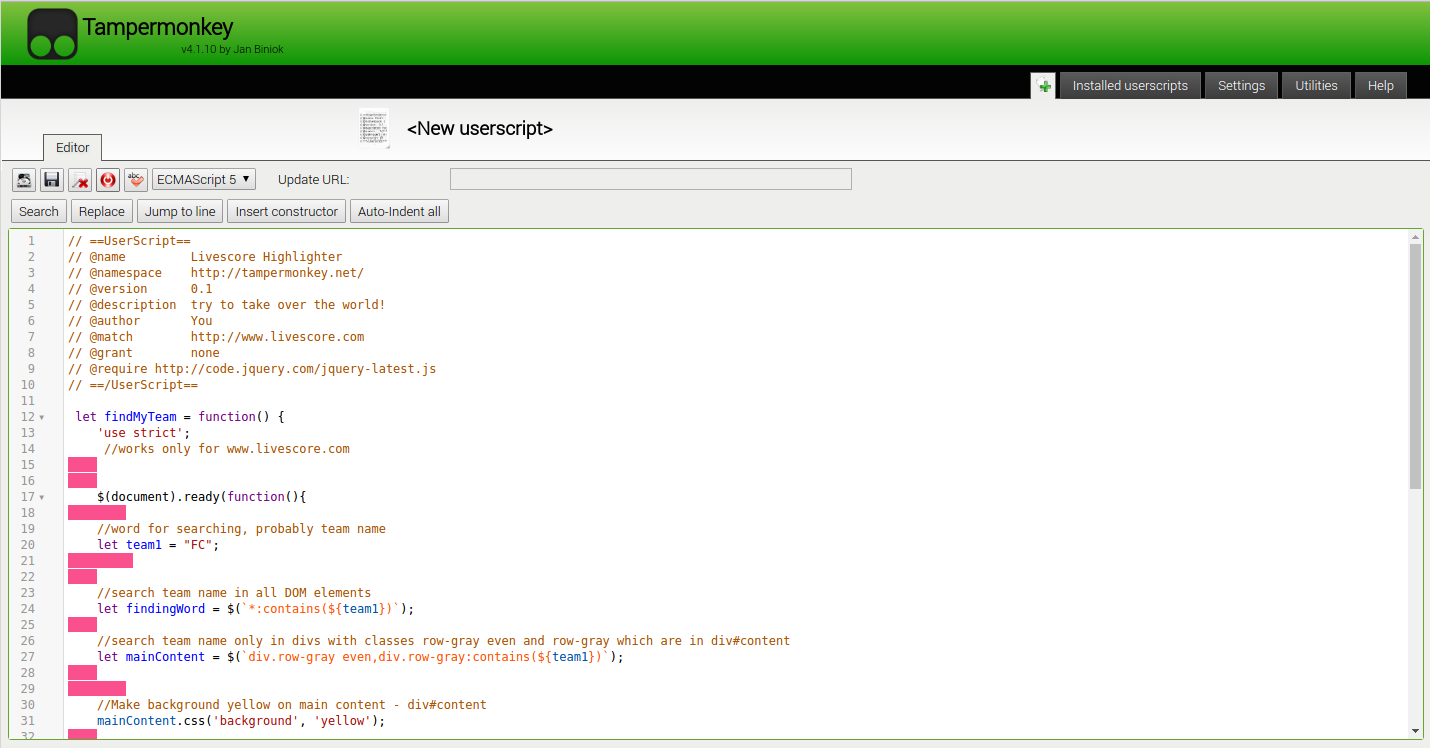 Tampermonkey
v4.1.10 by Jan Biniok
Installed userscripts Settings Utilities Help
<New userscript>
Editor
ECMAScript 5 Update URL:
Search Replace Jump to line Insert constructor Auto-Indent all
1 // ==UserScript==
2 // @name         Livescore Highlighter
3 // @namespace    http://tampermonkey.net/
4 // @version      0.1
5 // @description  try to take over the world!
6 // @author       You
7 // @match        http://www.livescore.com
8 // @grant        none
9 // @require http://code.jquery.com/jquery-latest.js
10 // ==/UserScript==
11
12 let findMyTeam = function() {
13 'use strict';
14 //works only for www.livescore.com
15
16
17 $(document).ready(function(){
18
19 //word for searching, probably team name
20 let team1 = "FC";
21
22
23 //search team name in all DOM elements
24 let findingWord = $(`*:contains(${team1})`);
25
26 //search team name only in divs with classes row-gray even and row-gray which are in div#content
27 let mainContent = $(`div.row-gray even,div.row-gray:contains(${team1})`);
28
29
30 //Make background yellow on main content - div#content
31 mainContent.css('background', 'yellow');
32